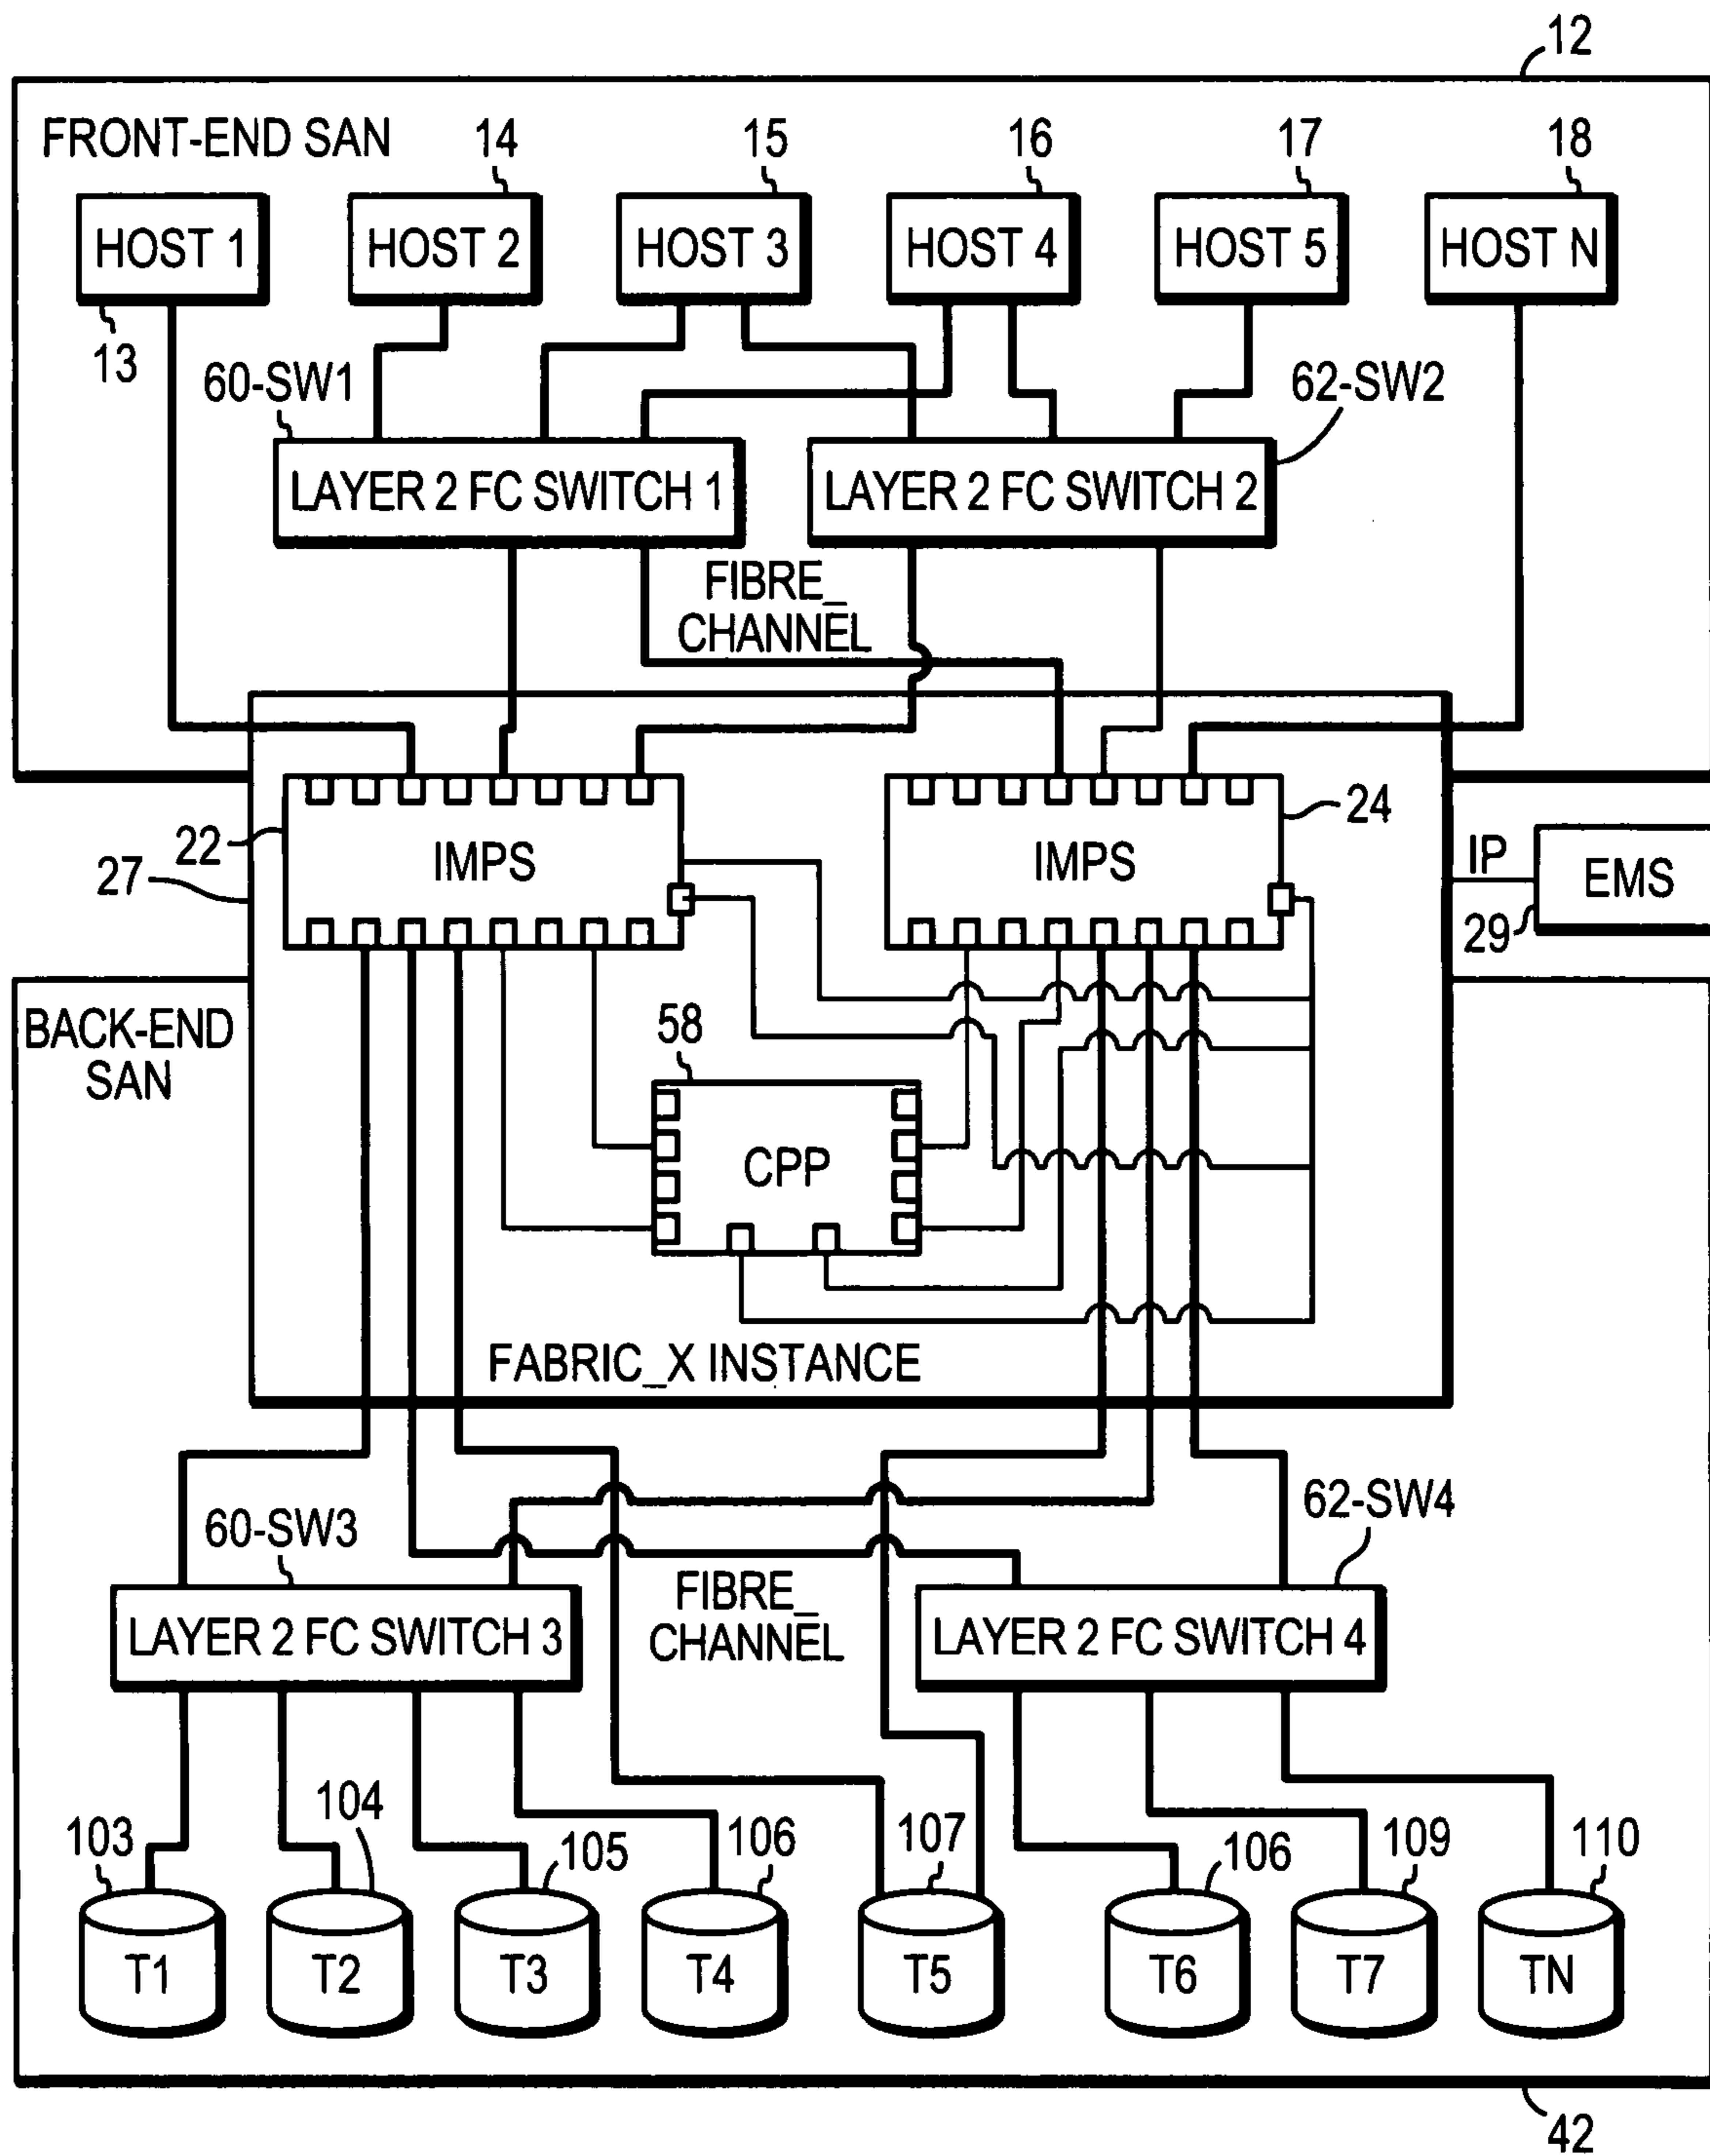 12
FRONT-END SAN
14
15
16
17
18
HOST 1
HOST 2
HOST 3
HOST 4
HOST 5
HOST N
13
60-SW1
62-SW2
LAYER 2 FC SWITCH 1
LAYER 2 FC SWITCH 2
FIBRE_
CHANNEL
22
IMPS
IMPS
24
27
IP
EMS
29
BACK-END
SAN
58
CPP
FABRIC_X INSTANCE
60-SW3
62-SW4
FIBRE_
CHANNEL
LAYER 2 FC SWITCH 3
LAYER 2 FC SWITCH 4
103
104
105
106
107
106
109
110
T1
T2
T3
T4
T5
T6
T7
TN
42